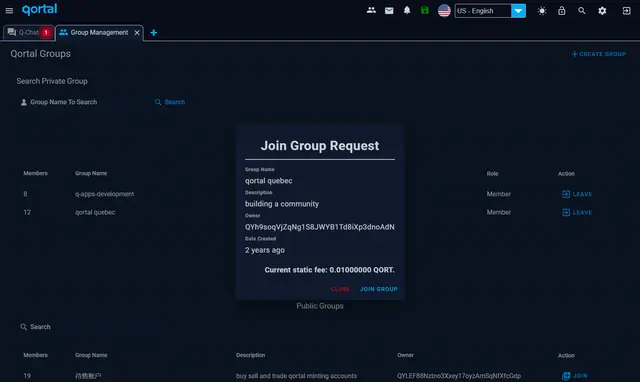 qortal
US - English
Q-Chat 1
Group Management
Qortal Groups
+ CREATE GROUP
Search Private Group
Group Name To Search
Search
Members Group Name Role Action
8 q-apps-development Member LEAVE
12 qortal quebec Member LEAVE
Join Group Request
Group Name
qortal quebec
Description
building a community
Owner
QYh9soqVjZqNg1S8JWYB1Td8iXp3dnoAdN
Date Created
2 years ago
Current static fee: 0.01000000 QORT.
CLOSE JOIN GROUP
Public Groups
Search
Members Group Name Description Owner Action
19 待售账户 buy sell and trade qortal minting accounts QYLEF88Nztno3Xxey17oyzAmSqNfXfcGdp JOIN